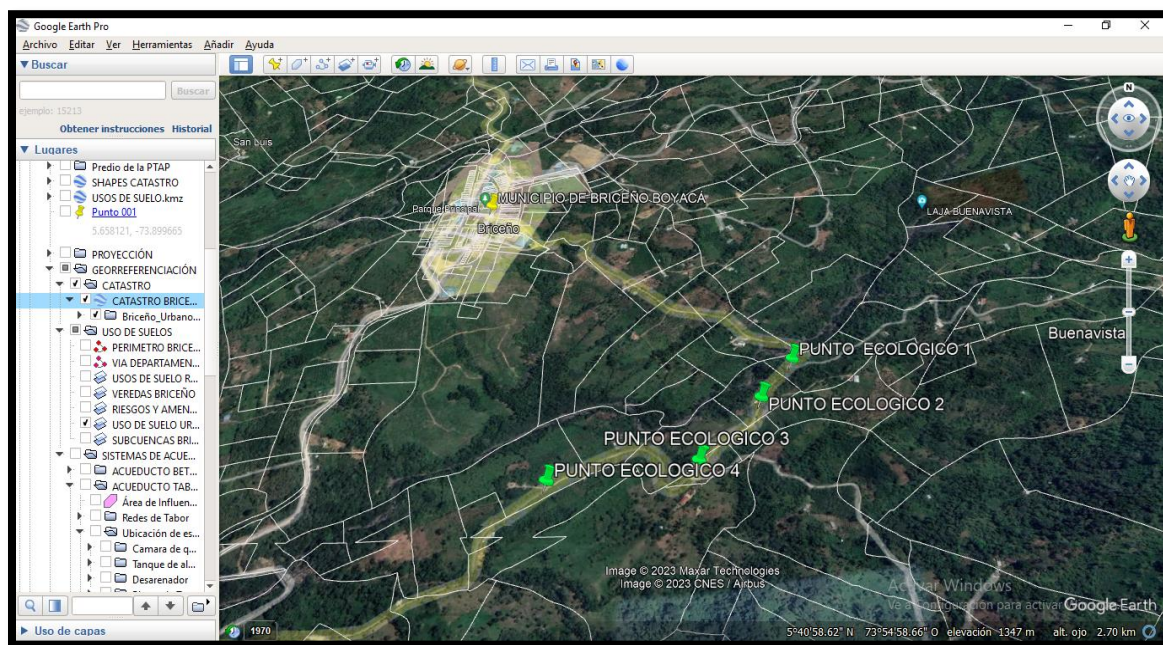 Google Earth Pro
Archivo Editar Ver Herramientas Añadir Ayuda
Buscar
Buscar
ejemplo: 15213
Obtener instrucciones Historial
Lugares
Predio de la PTAP
SHAPES CATASTRO
USOS DE SUELO.kmz
Punto 001
5.658121, -73.899665
PROYECCIÓN
GEORREFERENCIACIÓN
CATASTRO
CATASTRO BRICE...
Briceño_Urbano...
USO DE SUELOS
PERIMETRO BRICE...
VIA DEPARTAMEN...
USOS DE SUELO R...
VEREDAS BRICEÑO
RIESGOS Y AMEN...
USO DE SUELO UR...
SUBCUENCAS BRI...
SISTEMAS DE ACUE...
ACUEDUCTO BET...
ACUEDUCTO TAB...
Área de Influen...
Redes de Tabor
Ubicación de es...
Camara de q...
Tanque de al...
Desarenador
Uso de capas
N
San Luis
MUNICIPIO DE BRICEÑO BOYACÁ
Parque Principal
Briceño
LAJA BUENAVISTA
Buenavista
PUNTO ECOLOGICO 1
PUNTO ECOLOGICO 2
PUNTO ECOLOGICO 3
PUNTO ECOLOGICO 4
Image © 2023 Maxar Technologies
Image © 2023 CNES / Airbus
Activar Windows
Ve a Configuración para activar
Google Earth
1970
5°40'58.62" N 73°54'58.66" O elevación 1347 m alt. ojo 2.70 km